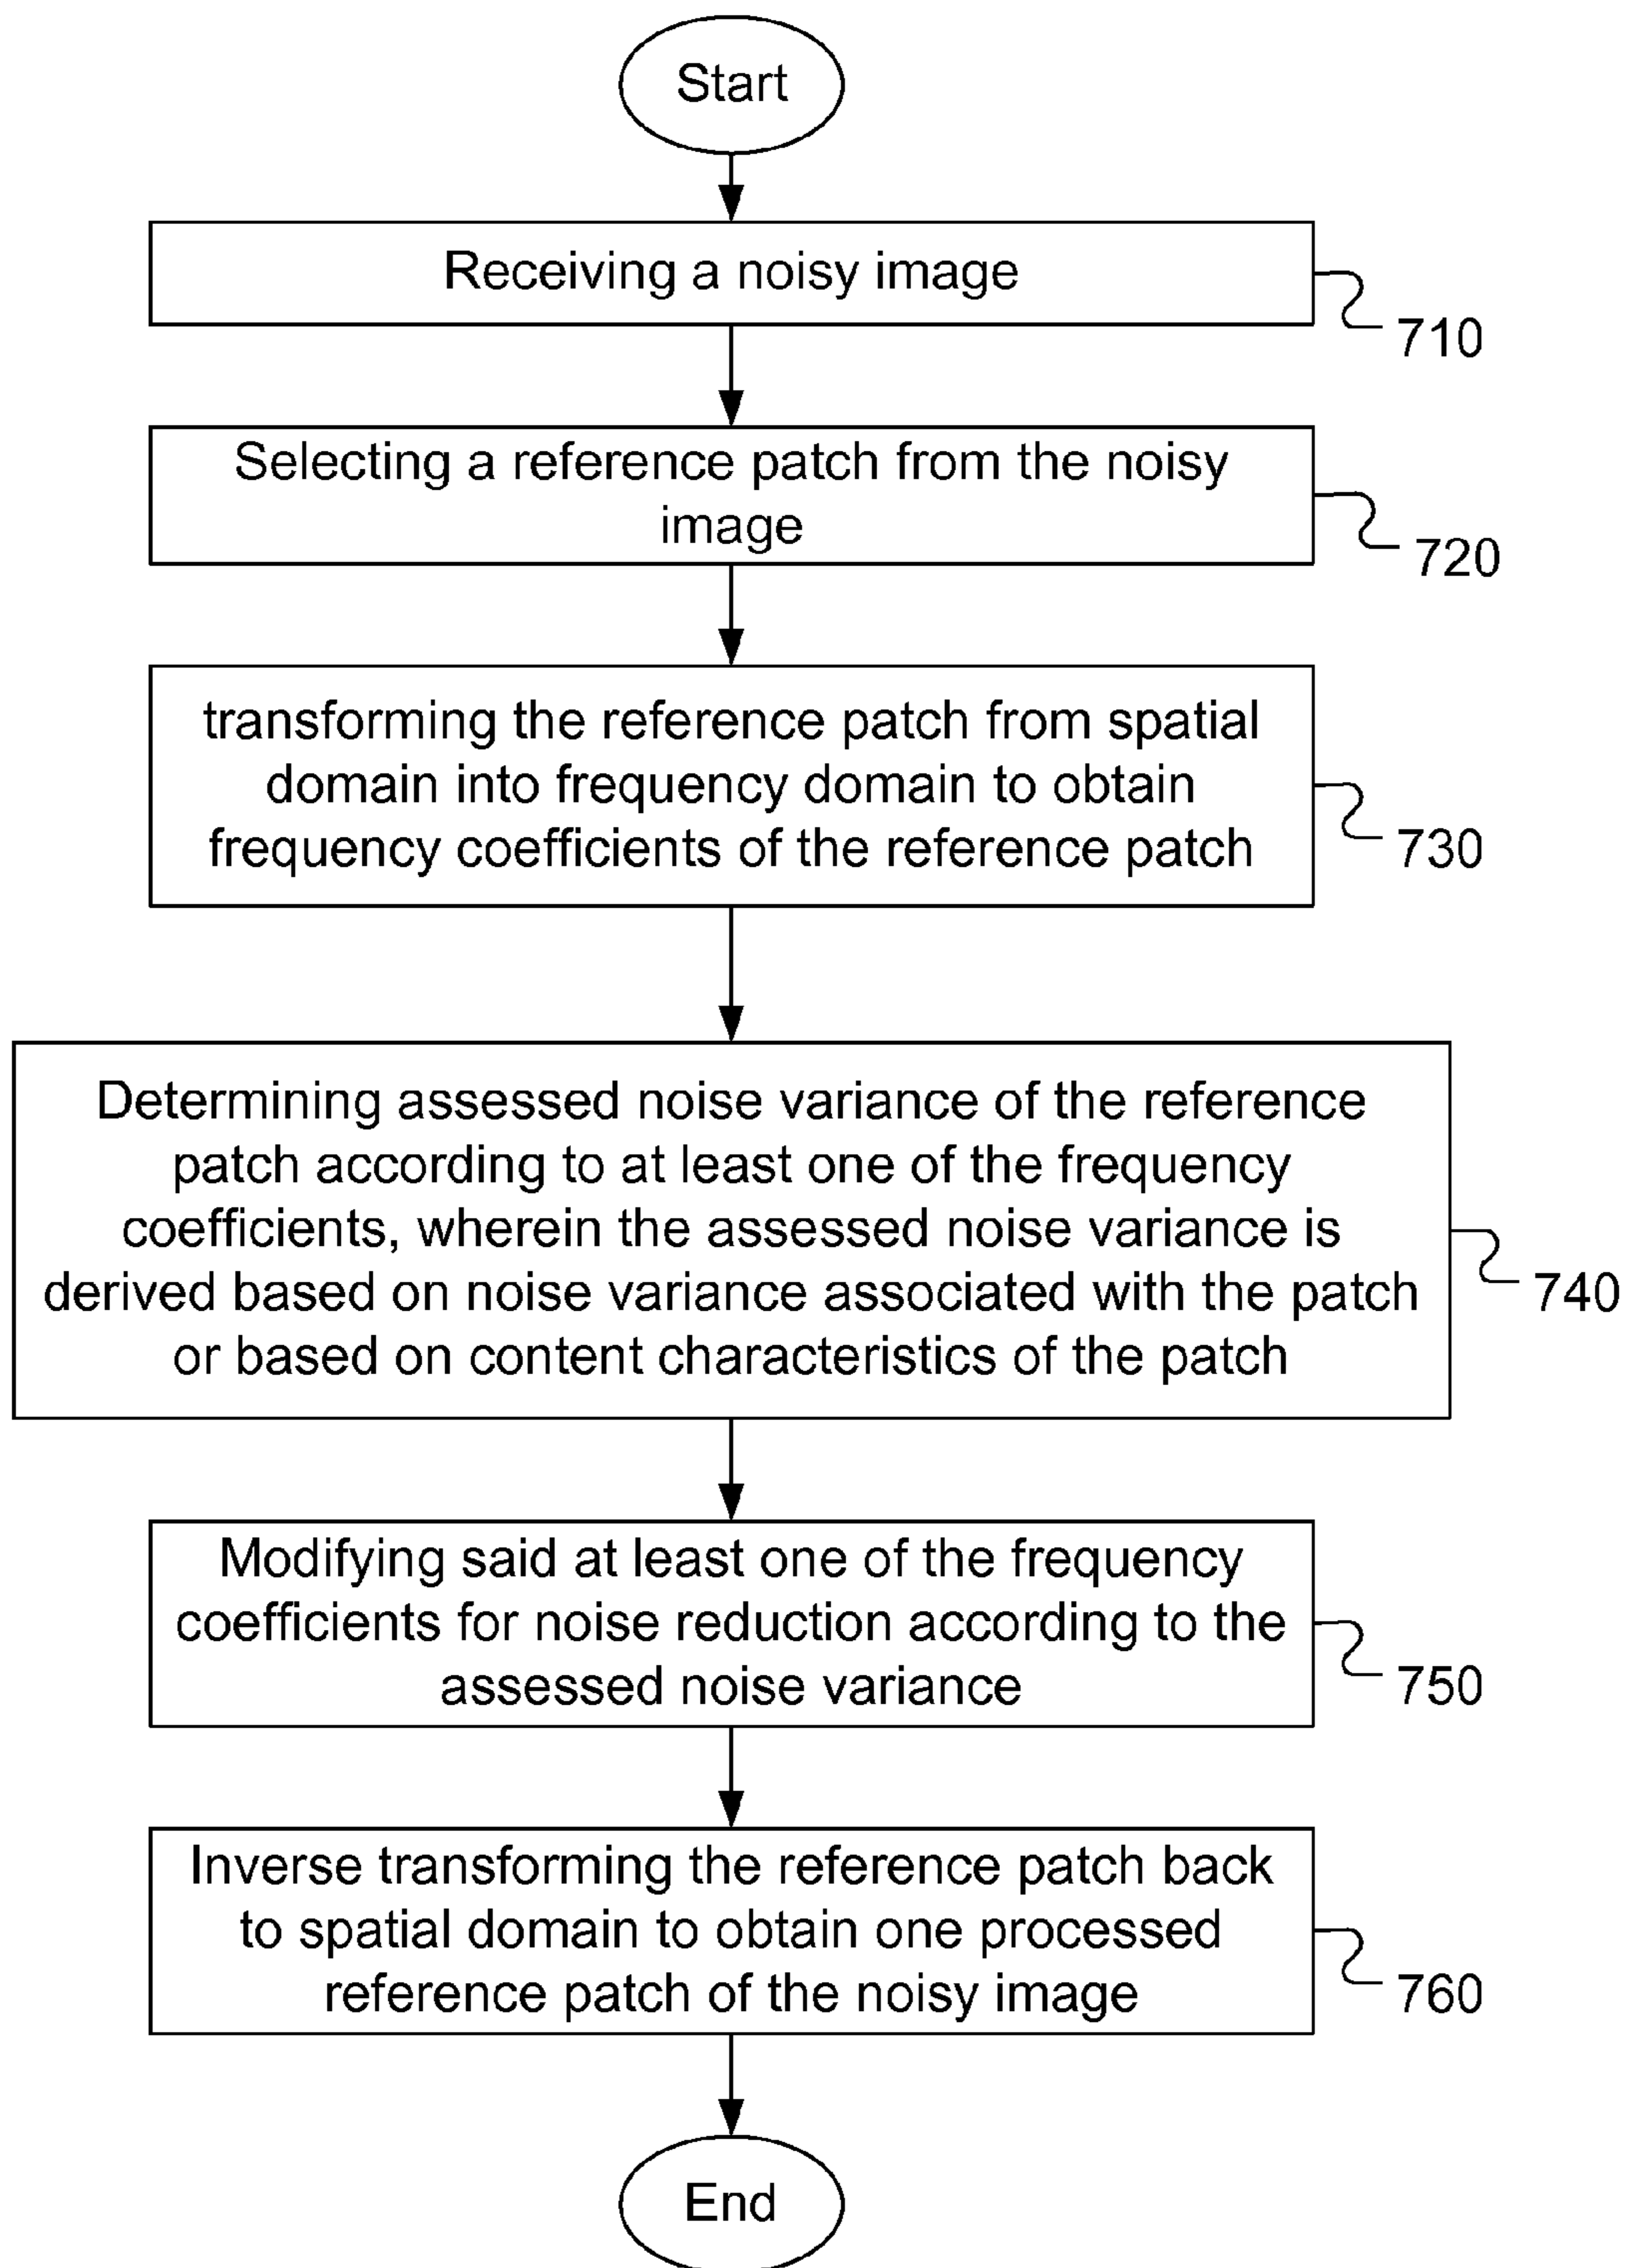 Start
Receiving a noisy image
710
Selecting a reference patch from the noisy
image
720
transforming the reference patch from spatial
domain into frequency domain to obtain
frequency coefficients of the reference patch
730
Determining assessed noise variance of the reference
patch according to at least one of the frequency
coefficients, wherein the assessed noise variance is
derived based on noise variance associated with the patch
or based on content characteristics of the patch
740
Modifying said at least one of the frequency
coefficients for noise reduction according to the
assessed noise variance
750
Inverse transforming the reference patch back
to spatial domain to obtain one processed
reference patch of the noisy image
760
End